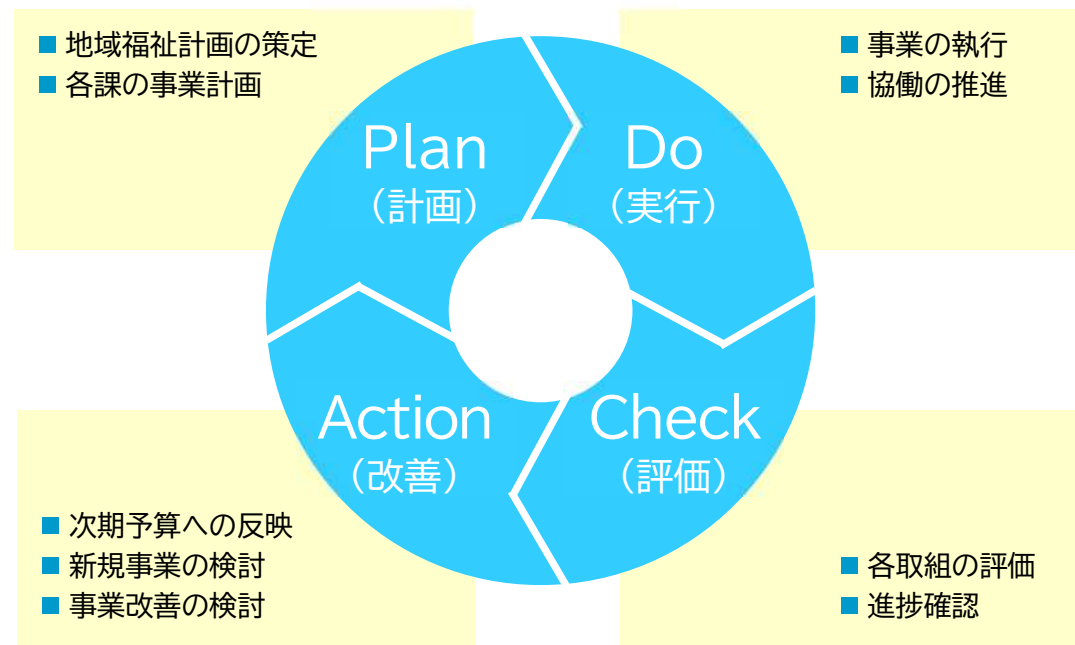 ■ 地域福祉計画の策定
■ 各課の事業計画
■ 事業の執行
■ 協働の推進
Plan
（計画）
Do
（実行）
Action
（改善）
Check
（評価）
■ 次期予算への反映
■ 新規事業の検討
■ 事業改善の検討
■ 各取組の評価
■ 進捗確認